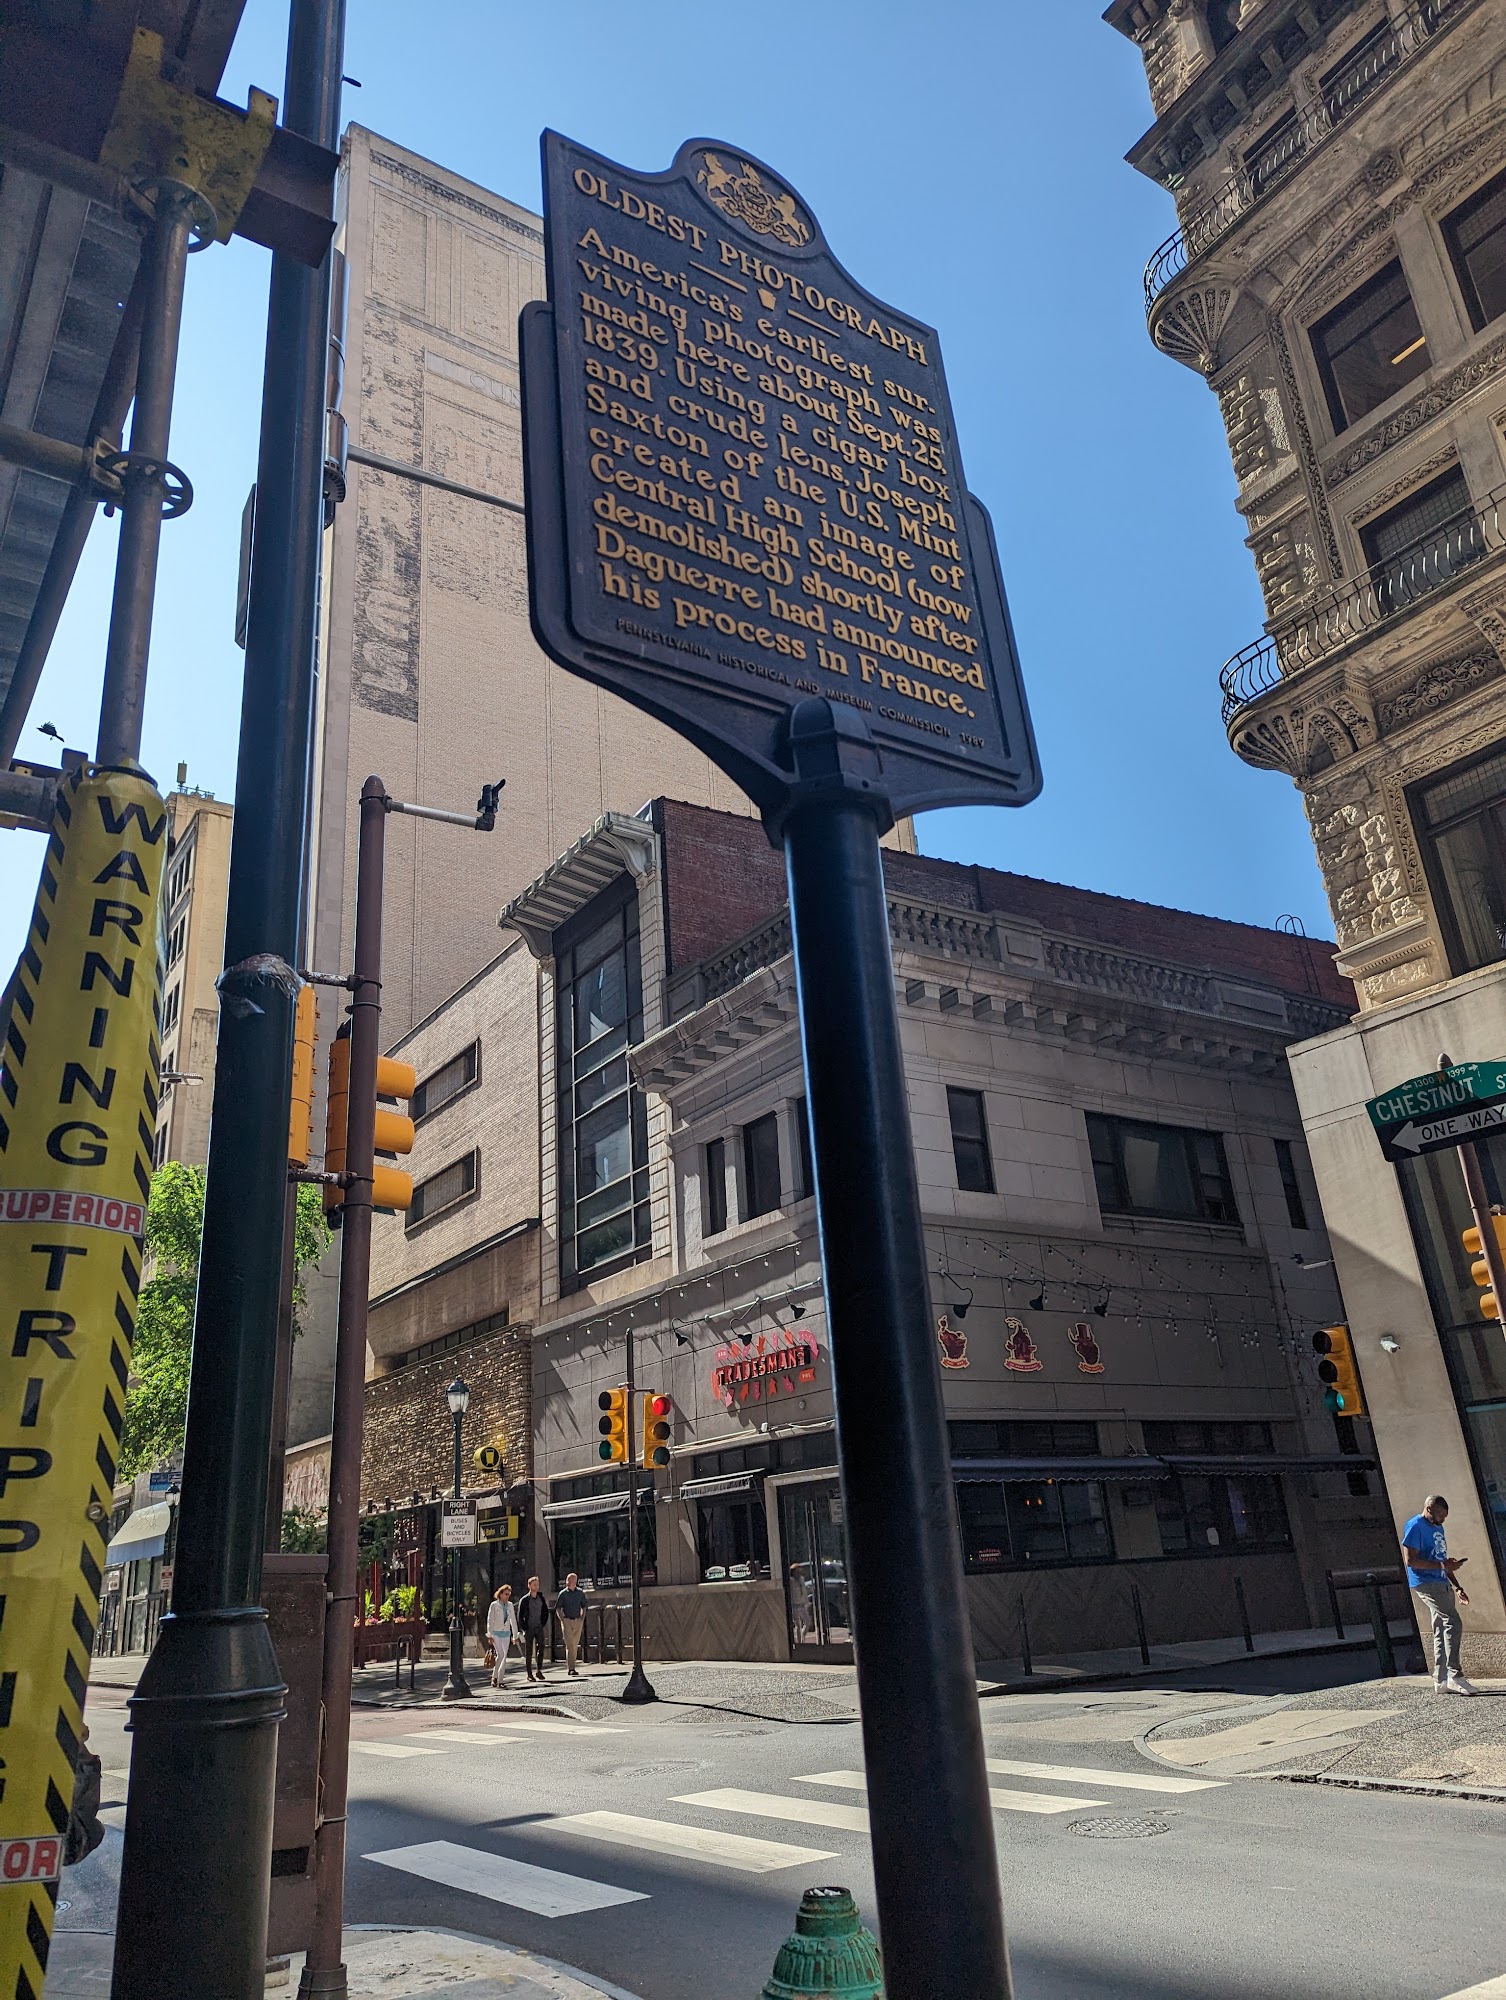 OLDEST PHOTOGRAPH
America's earliest sur-
viving photograph was
made here about Sept. 25,
1839. Using a cigar box
and crude lens, Joseph
Saxton of the U.S. Mint
created an image of
Central High School (now
demolished) shortly after
Daguerre had announced
his process in France.
PENNSYLVANIA HISTORICAL AND MUSEUM COMMISSION 1989
WARNING
SUPERIOR
TRIPPING
OR
← 1300 1399 →
CHESTNUT ST
ONE WAY
TRADESMAN'S
RIGHT
LANE
BUSES
AND
BICYCLES
ONLY